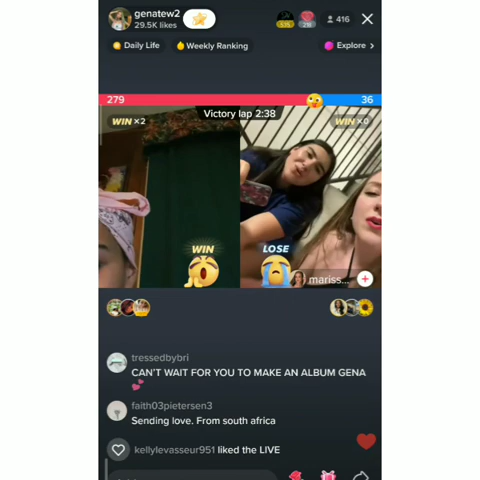 genatew2
29.5K likes
416
Daily Life
Weekly Ranking
Explore >
279
36
Victory lap 2:38
WIN ×2
WIN ×0
WIN
LOSE
mariss...
tressedbybri
CAN'T WAIT FOR YOU TO MAKE AN ALBUM GENA
faith03pietersen3
Sending love. From south africa
kellylevasseur951 liked the LIVE